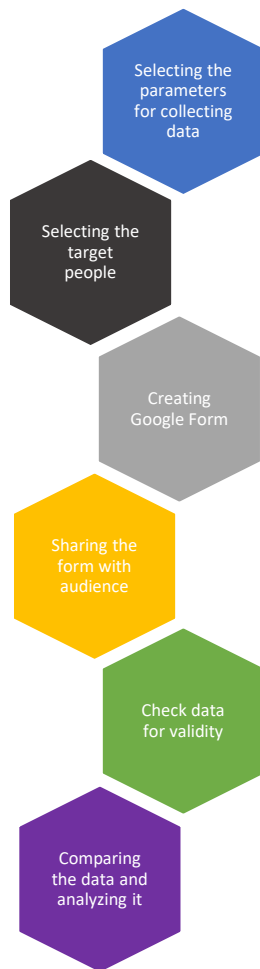 Selecting the
parameters
for collecting
data
Selecting the
target
people
Creating
Google Form
Sharing the
form with
audience
Check data
for validity
Comparing
the data and
analyzing it